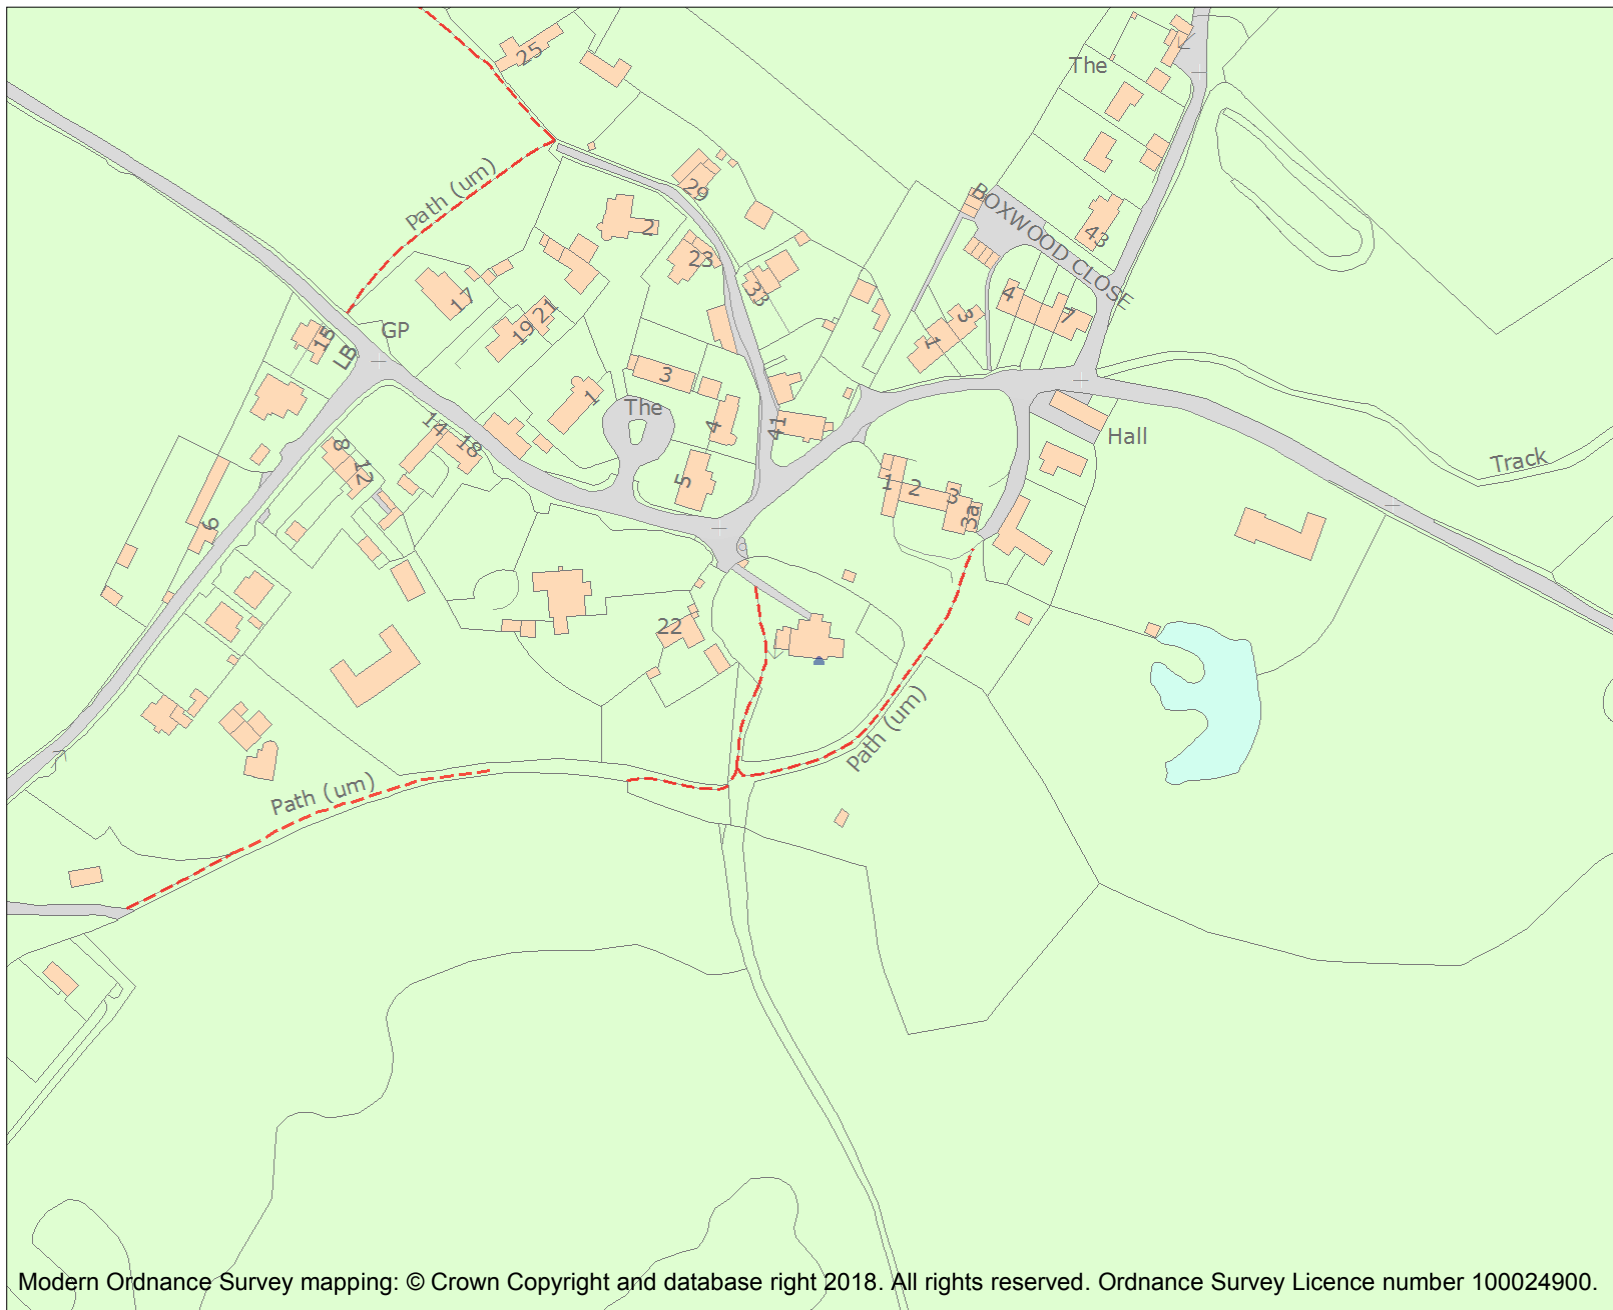 25
The
Path (um)
29
BOXWOOD CLOSE
2
43
23
33
17
4
19 21
7
GP
15
LB
3
1
3
The
1
14
18
4
41
Hall
8
12
5
1
2
3
3a
Track
6
22
Path (um)
Path (um)
Modern Ordnance Survey mapping: © Crown Copyright and database right 2018. All rights reserved. Ordnance Survey Licence number 100024900.